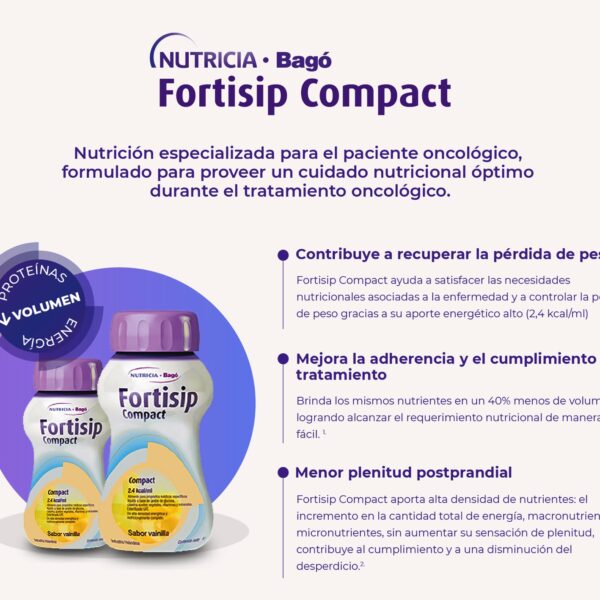 NUTRICIA • Bagó
Fortisip Compact
Nutrición especializada para el paciente oncológico,
formulado para proveer un cuidado nutricional óptimo
durante el tratamiento oncológico.
PROTEÍNAS
↓ VOLUMEN
ENERGÍA
NUTRICIA • Bagó
Fortisip
Compact
Compact
2.4 kcal/ml
Sabor vainilla
NUTRICIA • Bagó
Fortisip
Compact
Compact
2.4 kcal/ml
Sabor vainilla
Contribuye a recuperar la pérdida de pes
Fortisip Compact ayuda a satisfacer las necesidades
nutricionales asociadas a la enfermedad y a controlar la p
de peso gracias a su aporte energético alto (2,4 kcal/ml)
Mejora la adherencia y el cumplimiento
tratamiento
Brinda los mismos nutrientes en un 40% menos de volum
logrando alcanzar el requerimiento nutricional de manera
fácil. 1.
Menor plenitud postprandial
Fortisip Compact aporta alta densidad de nutrientes: el
incremento en la cantidad total de energía, macronutrien
micronutrientes, sin aumentar su sensación de plenitud,
contribuye al cumplimiento y a una disminución del
desperdicio.2.